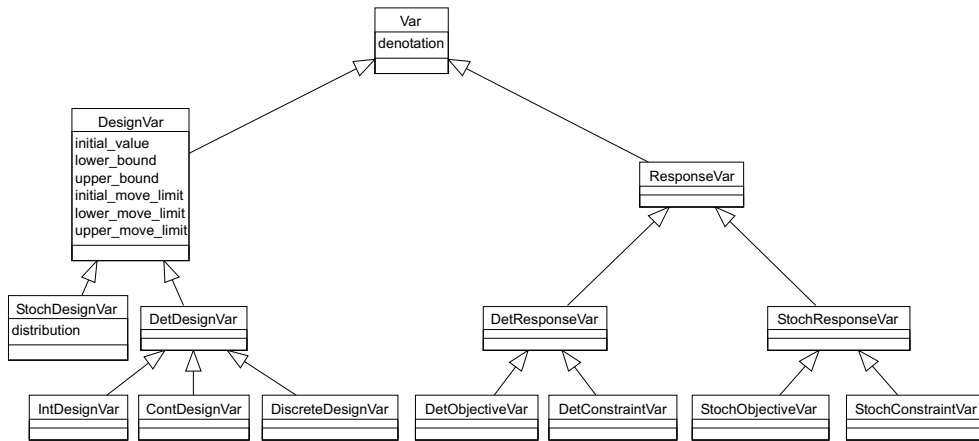 Var
denotation
DesignVar
initial_value
lower_bound
upper_bound
initial_move_limit
lower_move_limit
upper_move_limit
ResponseVar
StochDesignVar
distribution
DetDesignVar
DetResponseVar
StochResponseVar
IntDesignVar
ContDesignVar
DiscreteDesignVar
DetObjectiveVar
DetConstraintVar
StochObjectiveVar
StochConstraintVar